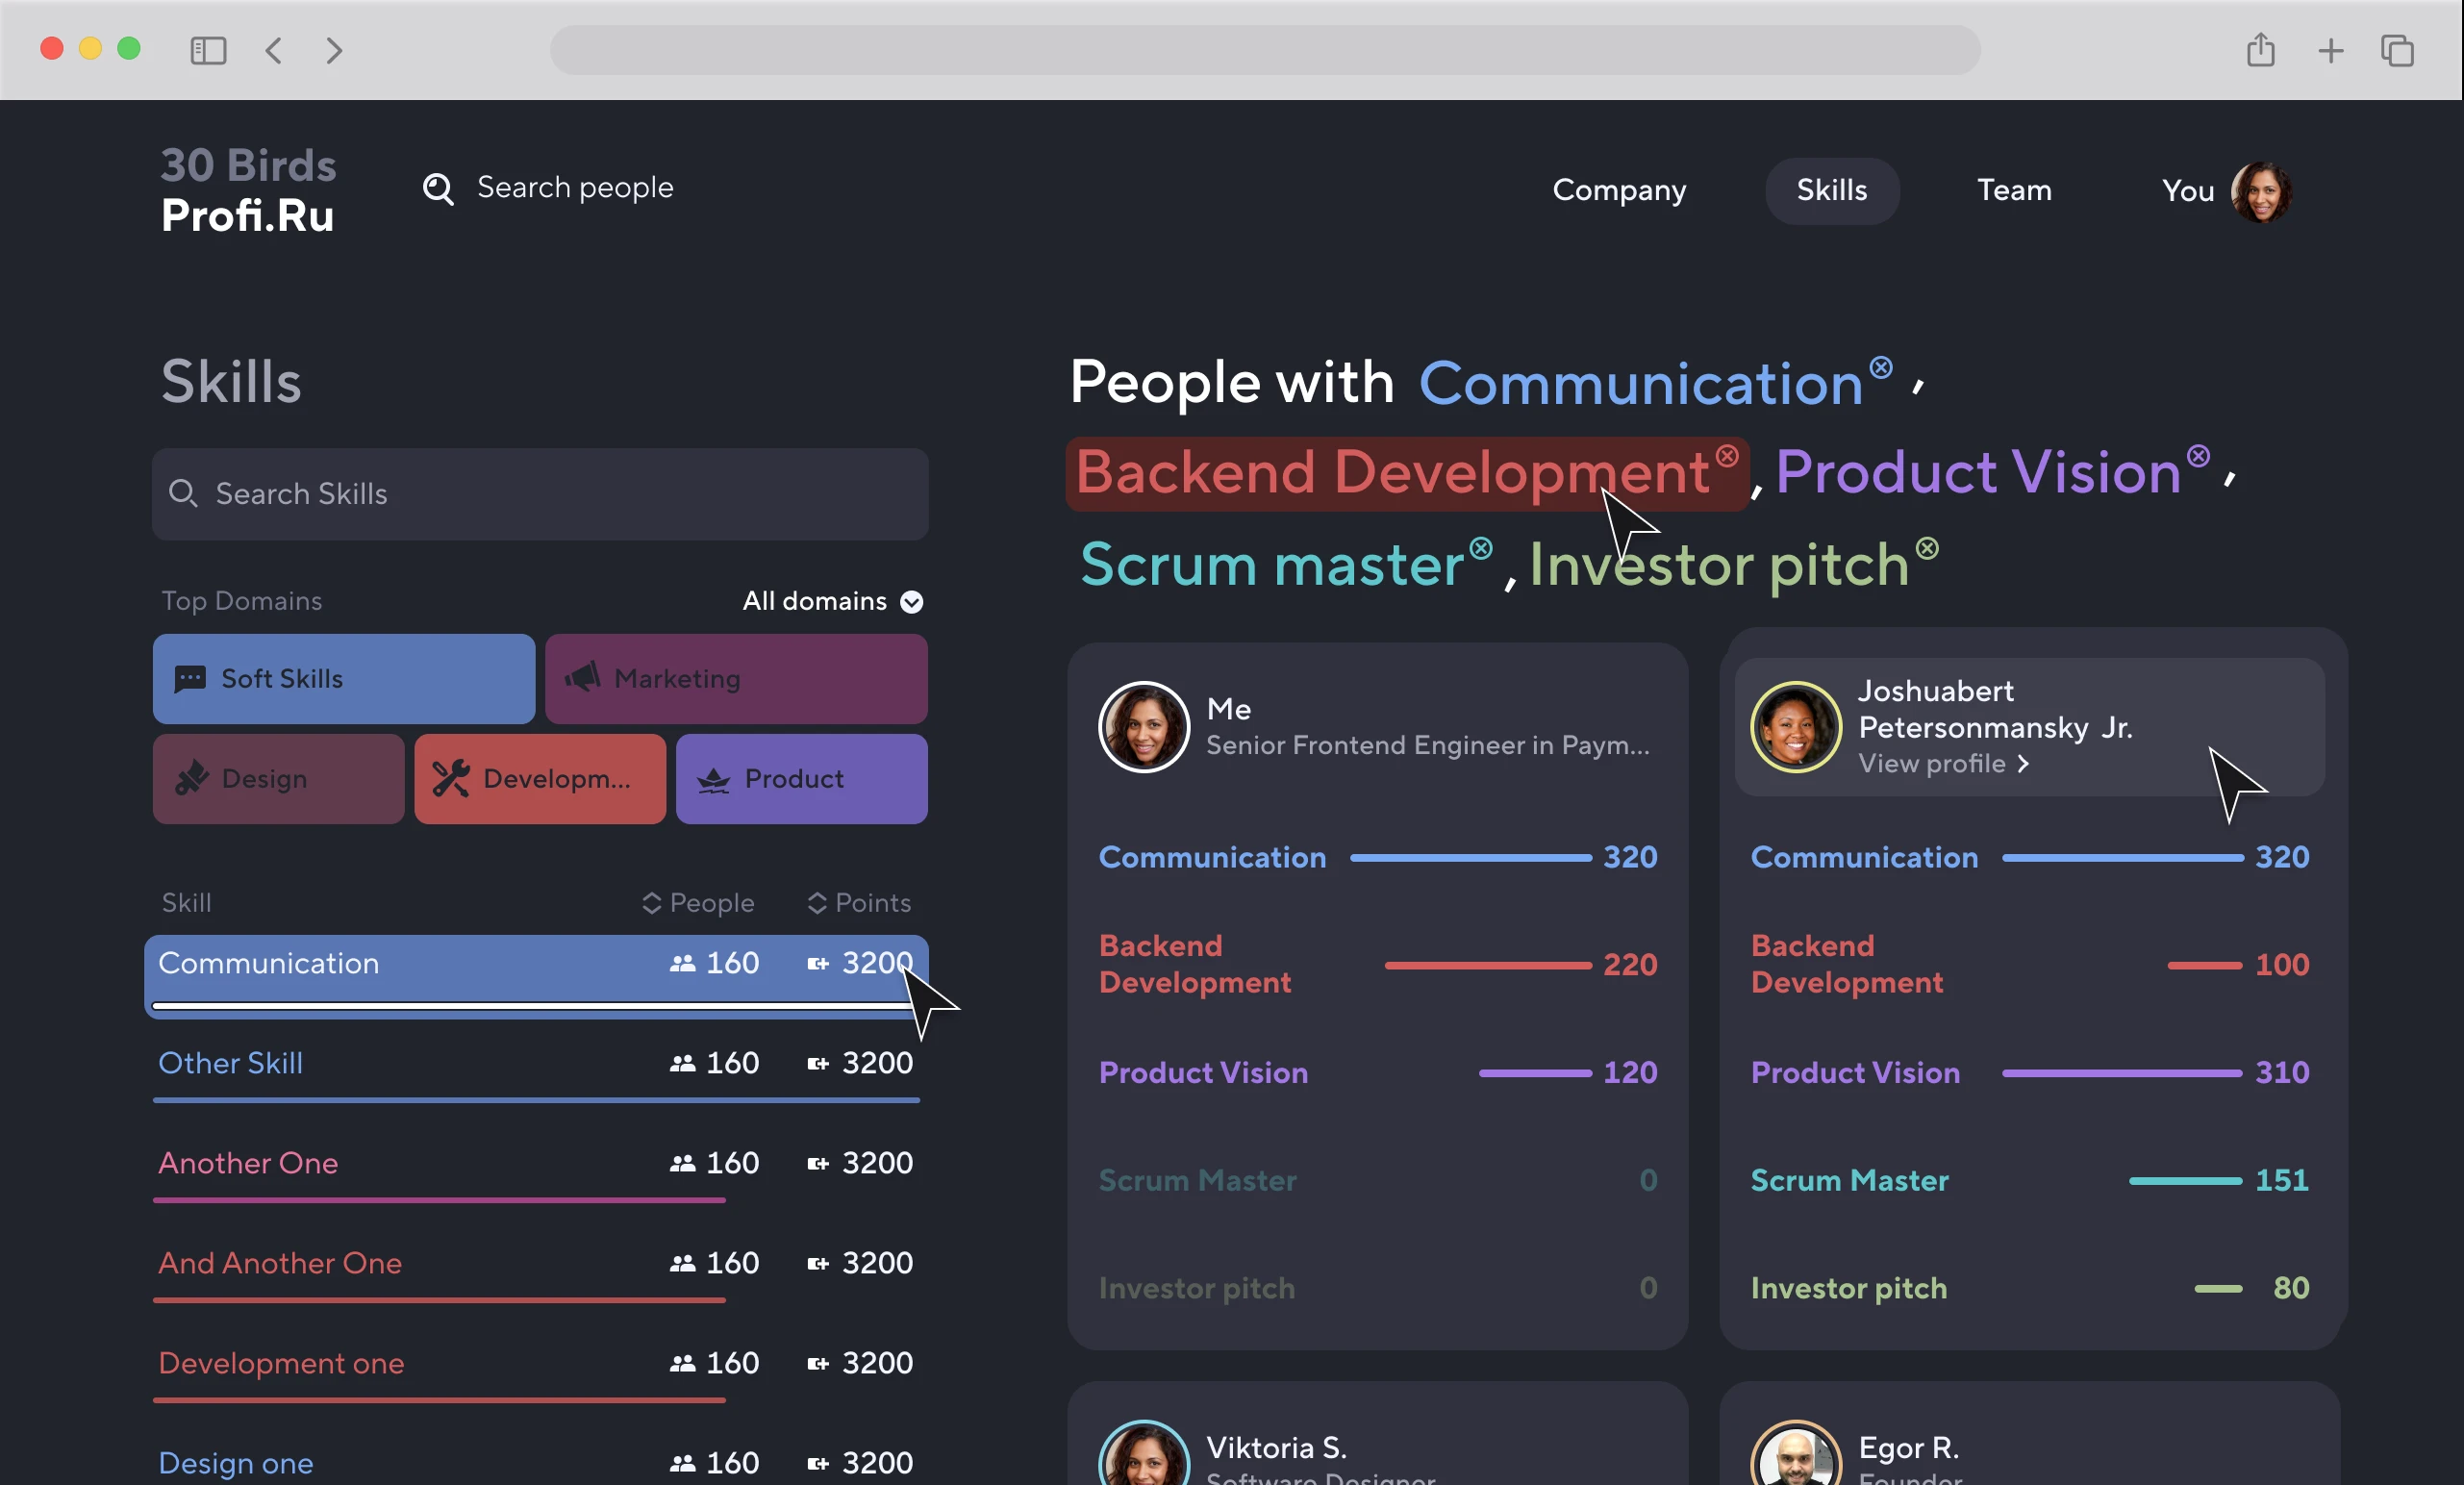 30 Birds
Profi.Ru
Search people
Company
Skills
Team
You
Skills
Search Skills
Top Domains
All domains
Soft Skills
Marketing
Design
Developm...
Product
Skill
People
Points
Communication
160
3200
Other Skill
160
3200
Another One
160
3200
And Another One
160
3200
Development one
160
3200
Design one
160
3200
People with Communication ,
Backend Development , Product Vision ,
Scrum master , Investor pitch
Me
Senior Frontend Engineer in Paym...
Communication
320
Backend
Development
220
Product Vision
120
Scrum Master
0
Investor pitch
0
Joshuabert
Petersonmansky Jr.
View profile
Communication
320
Backend
Development
100
Product Vision
310
Scrum Master
151
Investor pitch
80
Viktoria S.
Software Designer
Egor R.
Founder